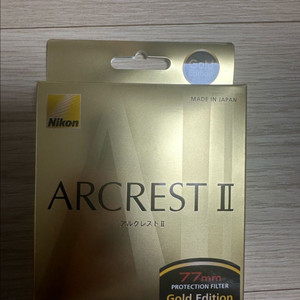 Gold
MADE IN JAPAN
Nikon
ARCREST II
アルクレストII
77mm
PROTECTION FILTER
Gold Edition